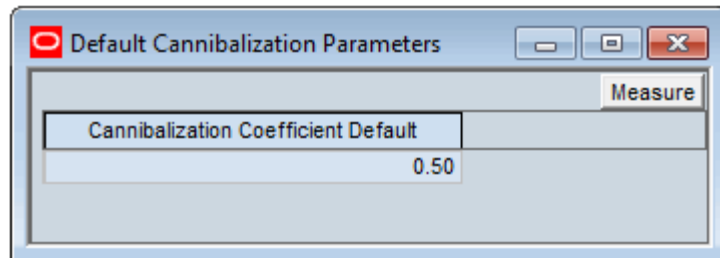 Default Cannibalization Parameters
Measure
Cannibalization Coefficient Default
0.50